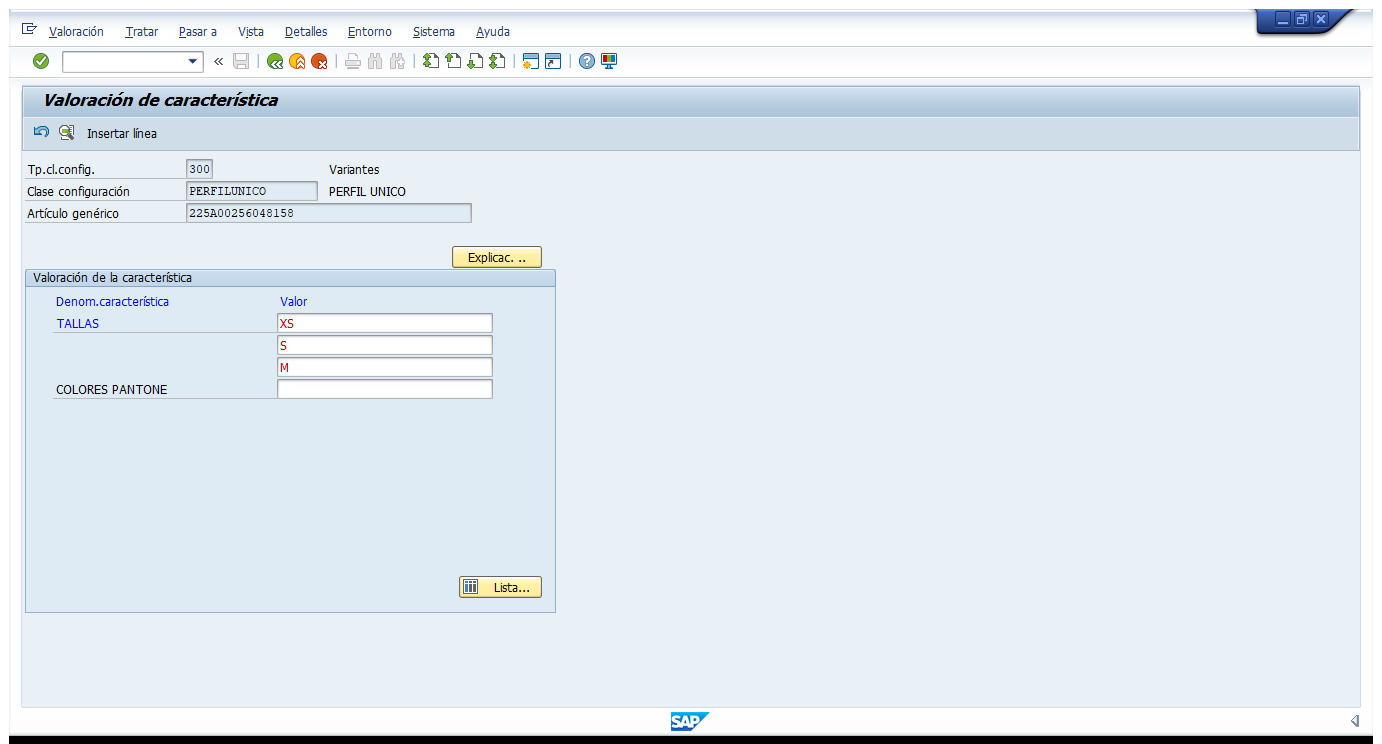 Valoración Tratar Pasar a Vista Detalles Entorno Sistema Ayuda
Valoración de característica
Insertar línea
Tp.cl.config. 300 Variantes
Clase configuración PERFILUNICO PERFIL UNICO
Artículo genérico 225A00256048158
Explicac. ..
Valoración de la característica
Denom.característica Valor
TALLAS XS
S
M
COLORES PANTONE
Lista...
SAP